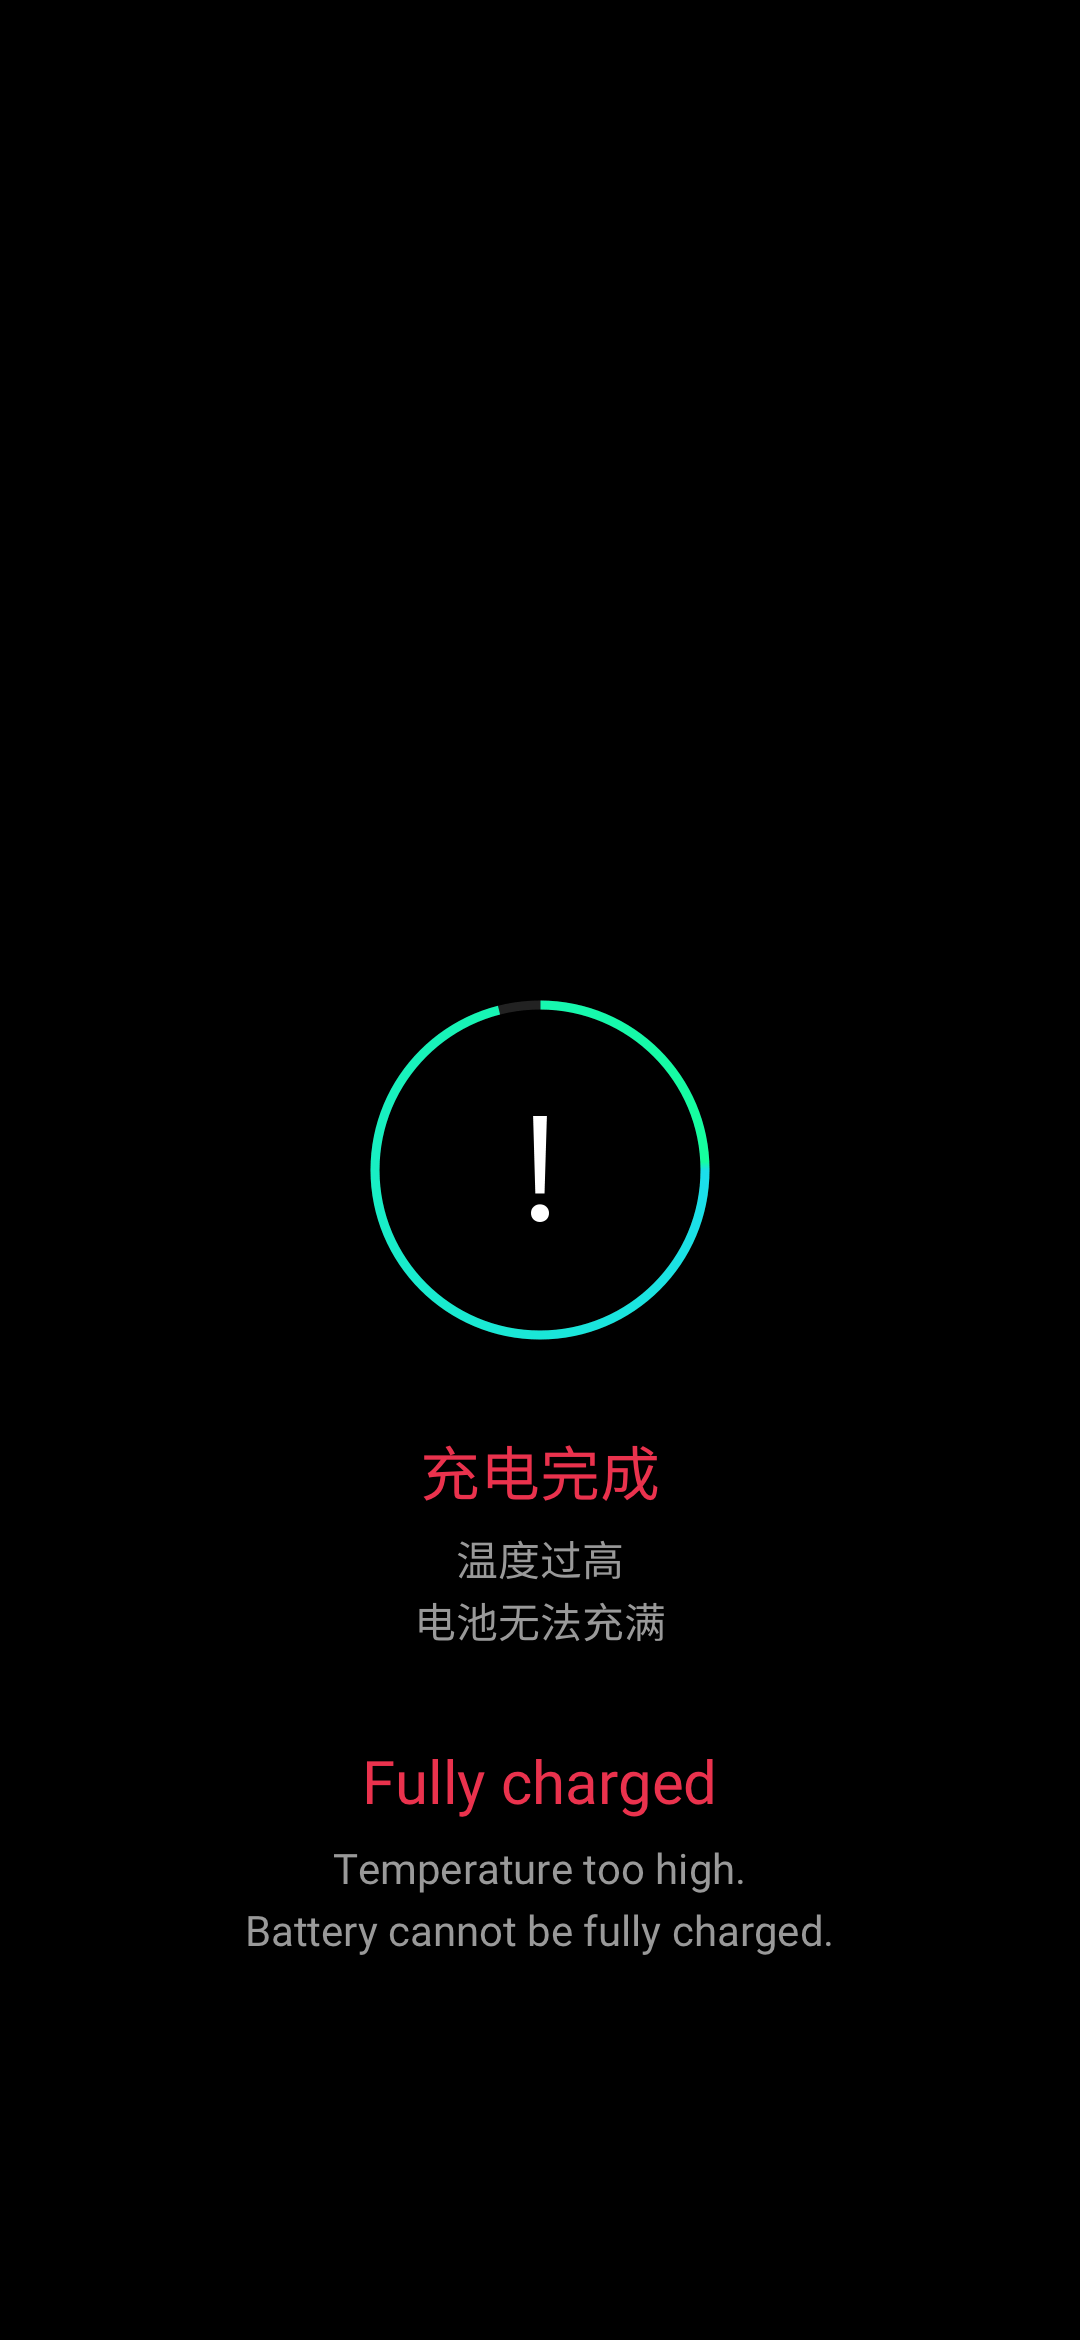 !
充电完成
温度过高
电池无法充满
Fully charged
Temperature too high.
Battery cannot be fully charged.